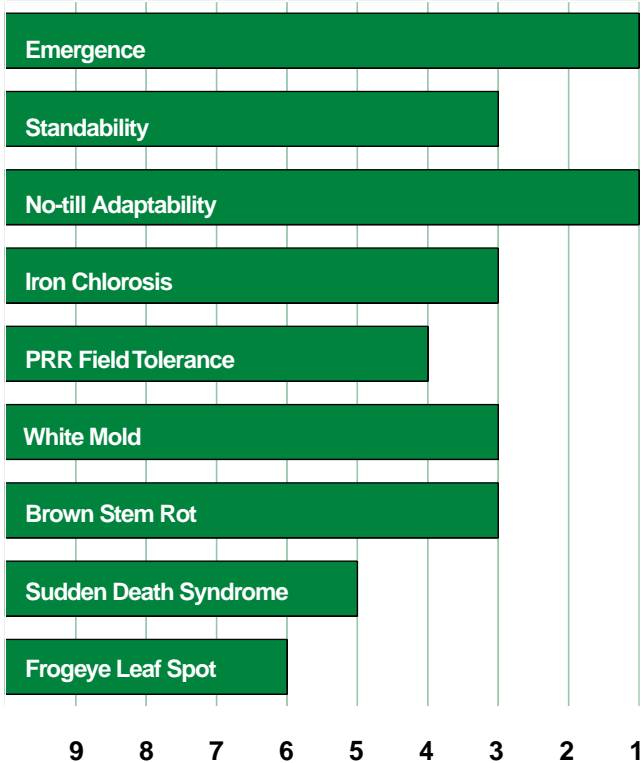 Emergence
Standability
No-till Adaptability
Iron Chlorosis
PRR Field Tolerance
White Mold
Brown Stem Rot
Sudden Death Syndrome
Frogeye Leaf Spot
9 8 7 6 5 4 3 2 1